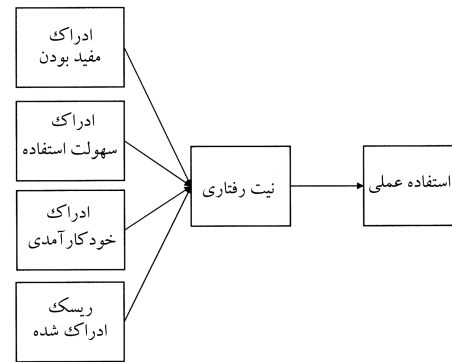 ادراک
مفید بودن
ادراک
سهولت استفاده
ادراک
خودکارآمدی
ریسک
ادراک شده
نیت رفتاری
استفاده عملی